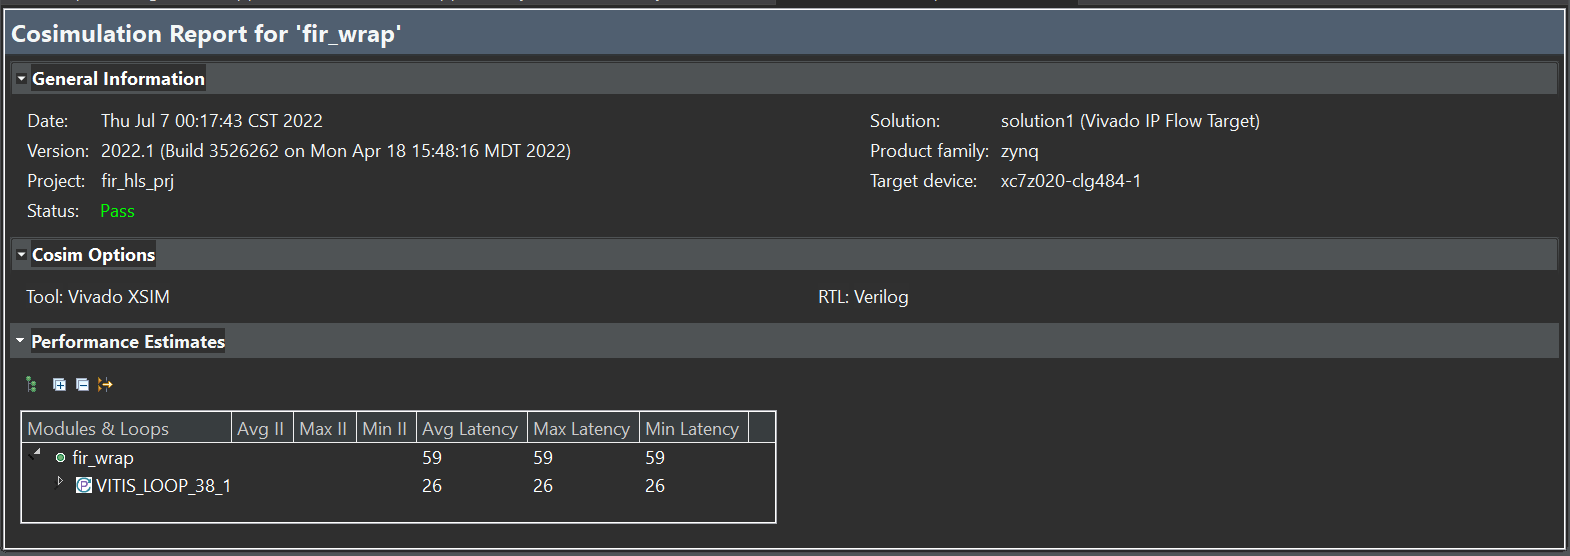 Cosimulation Report for 'fir_wrap'
General Information
Date: Thu Jul 7 00:17:43 CST 2022 Solution: solution1 (Vivado IP Flow Target)
Version: 2022.1 (Build 3526262 on Mon Apr 18 15:48:16 MDT 2022) Product family: zynq
Project: fir_hls_prj Target device: xc7z020-clg484-1
Status: Pass
Cosim Options
Tool: Vivado XSIM RTL: Verilog
Performance Estimates
Modules & Loops Avg II Max II Min II Avg Latency Max Latency Min Latency
fir_wrap 59 59 59
VITIS_LOOP_38_1 26 26 26